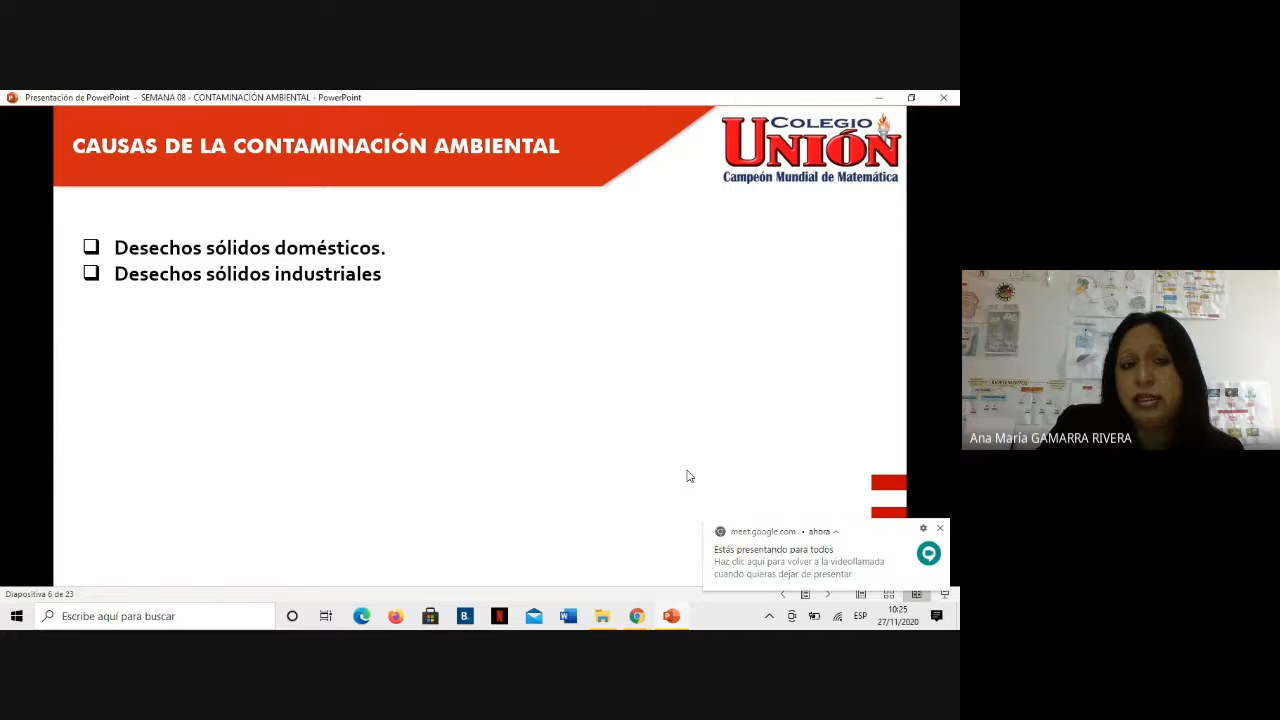 Presentación de PowerPoint - SEMANA 08 - CONTAMINACIÓN AMBIENTAL - PowerPoint
CAUSAS DE LA CONTAMINACIÓN AMBIENTAL
COLEGIO
UNIÓN
Campeón Mundial de Matemática
Desechos sólidos domésticos.
Desechos sólidos industriales
Ana María GAMARRA RIVERA
meet.google.com • ahora
Estás presentando para todos
Haz clic aquí para volver a la videollamada
cuando quieras dejar de presentar
Diapositiva 6 de 23
Escribe aquí para buscar
B.
N
ESP
10:25
27/11/2020